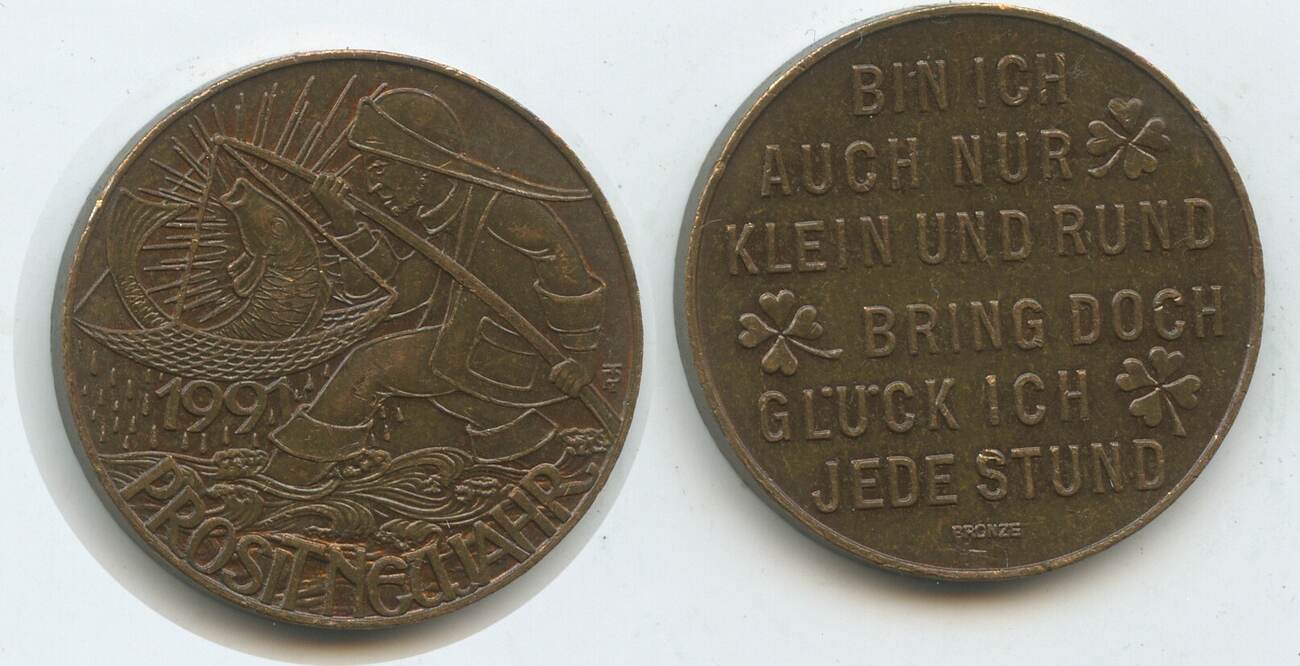 1991
PROSIT NEUJAHR
BIN ICH
AUCH NUR
KLEIN UND RUND
BRING DOCH
GLÜCK ICH
JEDE STUND
BRONZE